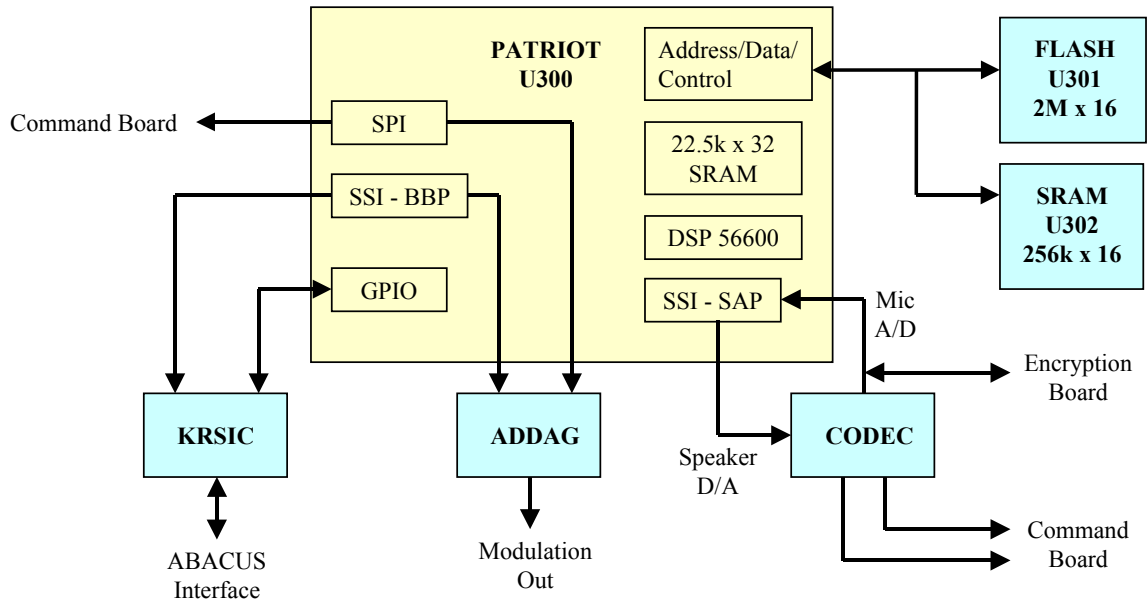 PATRIOT
U300
Address/Data/
Control
FLASH
U301
2M x 16
Command Board
SPI
22.5k x 32
SRAM
SSI - BBP
SRAM
U302
256k x 16
DSP 56600
GPIO
SSI - SAP
Mic
A/D
Encryption
Board
KRSIC
ADDAG
CODEC
Speaker
D/A
ABACUS
Interface
Modulation
Out
Command
Board